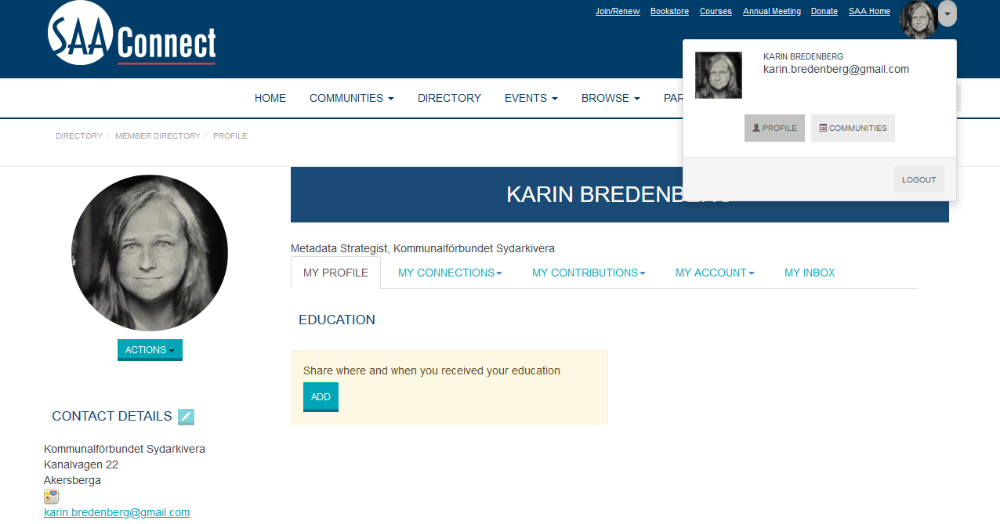 SAA Connect
Join/Renew Bookstore Courses Annual Meeting Donate SAA Home
KARIN BREDENBERG
karin.bredenberg@gmail.com
PROFILE COMMUNITIES
LOGOUT
HOME COMMUNITIES DIRECTORY EVENTS BROWSE PAR
DIRECTORY / MEMBER DIRECTORY / PROFILE
KARIN BREDENB
Metadata Strategist, Kommunalförbundet Sydarkivera
MY PROFILE MY CONNECTIONS MY CONTRIBUTIONS MY ACCOUNT MY INBOX
EDUCATION
Share where and when you received your education
ADD
ACTIONS
CONTACT DETAILS
Kommunalförbundet Sydarkivera
Kanalvagen 22
Akersberga
karin.bredenberg@gmail.com